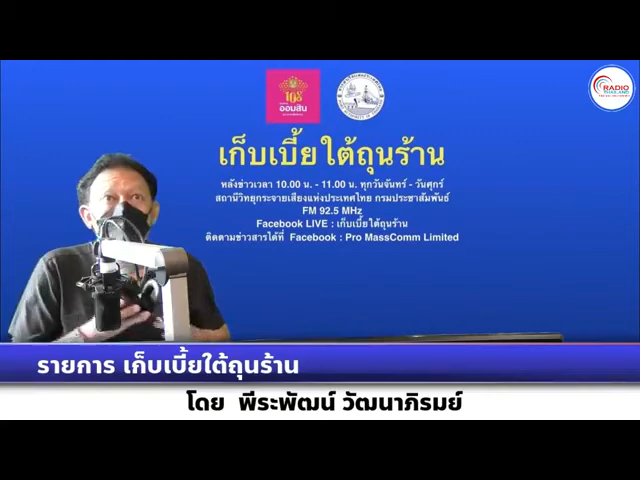 RADIO
THAILAND
ออมสิน
เก็บเบี้ยใต้ถุนร้าน
หลังข่าวเวลา 10.00 น. - 11.00 น. ทุกวันจันทร์ - วันศุกร์
สถานีวิทยุกระจายเสียงแห่งประเทศไทย กรมประชาสัมพันธ์
FM 92.5 MHz
Facebook LIVE : เก็บเบี้ยใต้ถุนร้าน
ติดตามข่าวสารได้ที่ Facebook : Pro MassComm Limited
รายการ เก็บเบี้ยใต้ถุนร้าน
โดย พีระพัฒน์ วัฒนาภิรมย์